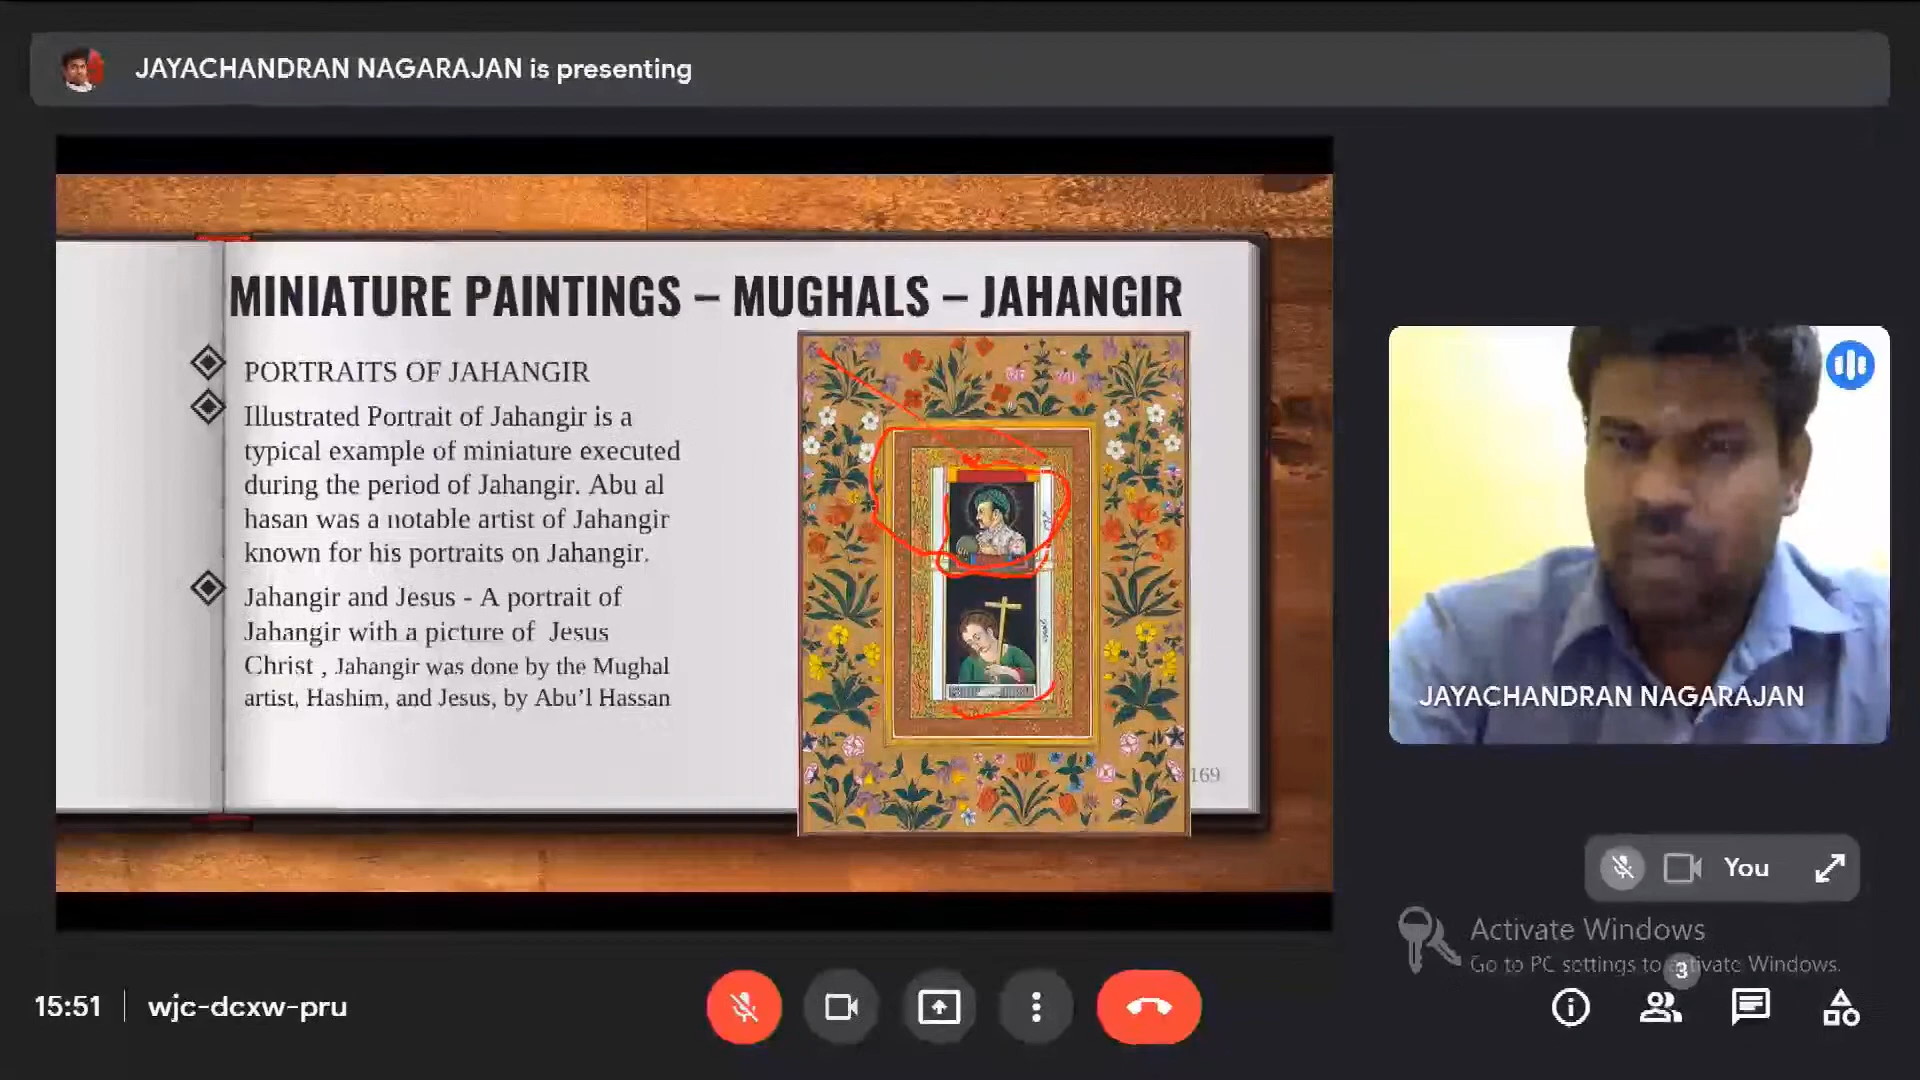 JAYACHANDRAN NAGARAJAN is presenting
MINIATURE PAINTINGS – MUGHALS – JAHANGIR
PORTRAITS OF JAHANGIR
Illustrated Portrait of Jahangir is a
typical example of miniature executed
during the period of Jahangir. Abu al
hasan was a notable artist of Jahangir
known for his portraits on Jahangir.
Jahangir and Jesus - A portrait of
Jahangir with a picture of Jesus
Christ , Jahangir was done by the Mughal
artist, Hashim, and Jesus, by Abu’l Hassan
169
JAYACHANDRAN NAGARAJAN
You
Activate Windows
Go to PC settings to activate Windows.
3
15:51
wjc-dcxw-pru